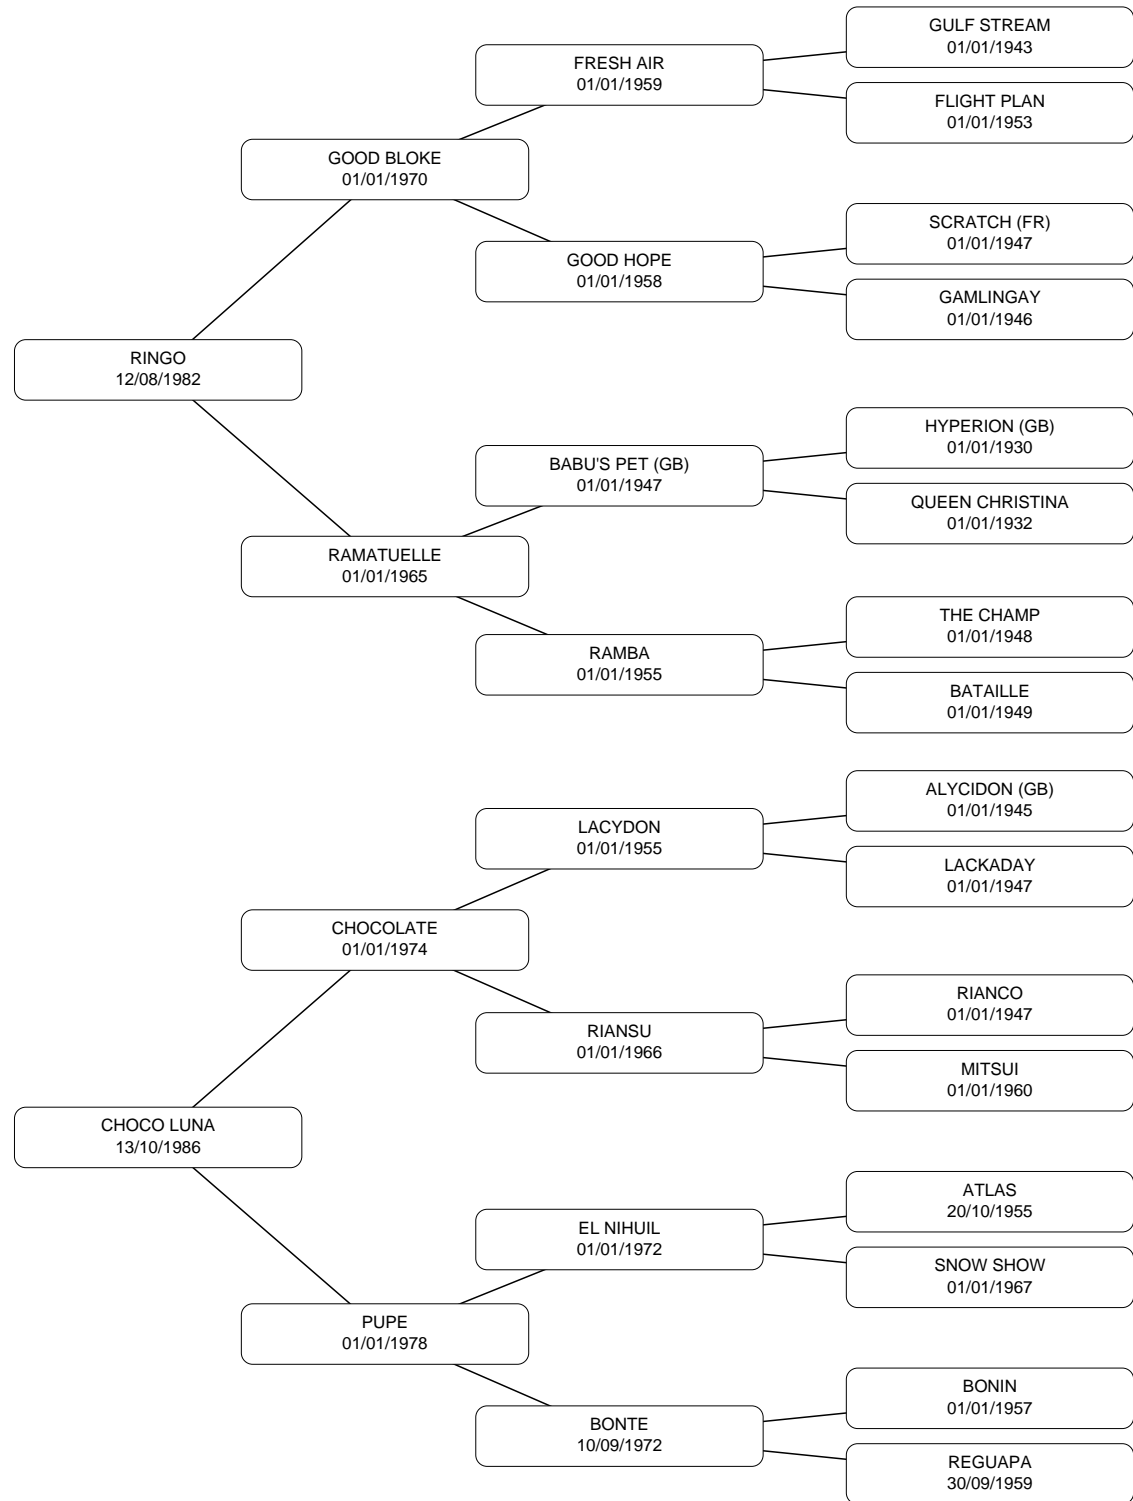 GULF STREAM
01/01/1943
FRESH AIR
01/01/1959
FLIGHT PLAN
01/01/1953
GOOD BLOKE
01/01/1970
SCRATCH (FR)
01/01/1947
GOOD HOPE
01/01/1958
GAMLINGAY
01/01/1946
RINGO
12/08/1982
HYPERION (GB)
01/01/1930
BABU'S PET (GB)
01/01/1947
QUEEN CHRISTINA
01/01/1932
RAMATUELLE
01/01/1965
THE CHAMP
01/01/1948
RAMBA
01/01/1955
BATAILLE
01/01/1949
ALYCIDON (GB)
01/01/1945
LACYDON
01/01/1955
LACKADAY
01/01/1947
CHOCOLATE
01/01/1974
RIANCO
01/01/1947
RIANSU
01/01/1966
MITSUI
01/01/1960
CHOCO LUNA
13/10/1986
ATLAS
20/10/1955
EL NIHUIL
01/01/1972
SNOW SHOW
01/01/1967
PUPE
01/01/1978
BONIN
01/01/1957
BONTE
10/09/1972
REGUAPA
30/09/1959